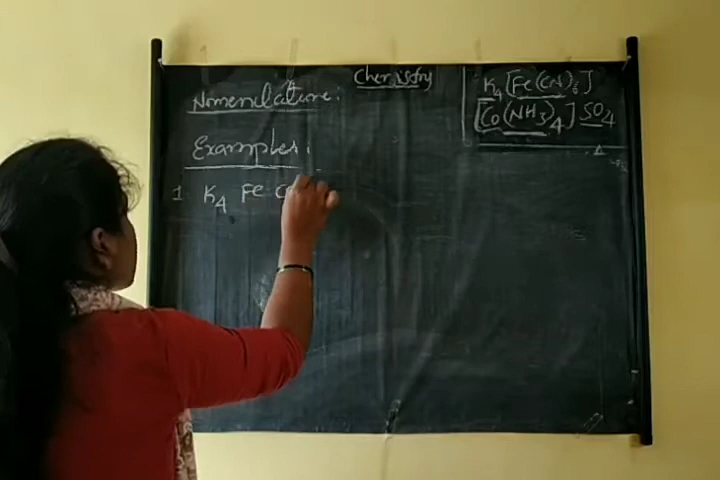 Chemistry
Nomenclature:
K4[Fe(CN)6]
[Co(NH3)4] SO4
Examples:
1 K4 Fe C